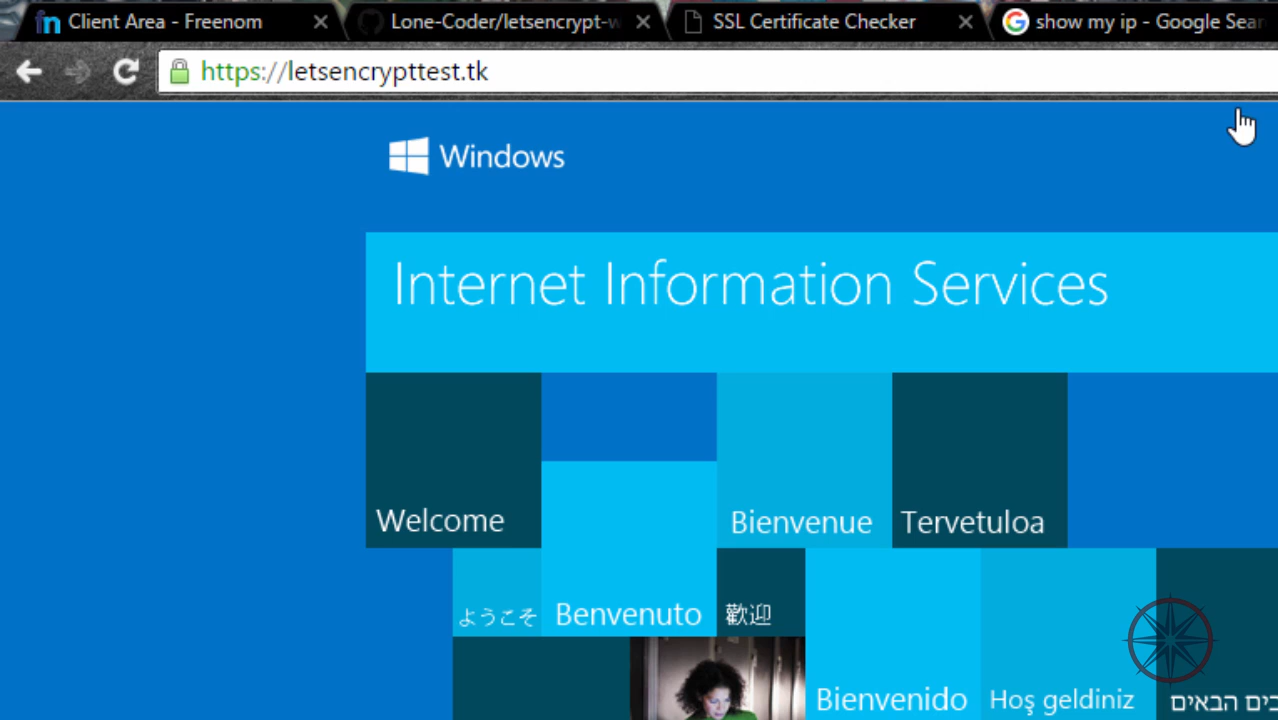 Client Area - Freenom
Lone-Coder/letsencrypt-w
SSL Certificate Checker
show my ip - Google Sear
https://letsencrypttest.tk
Windows
Internet Information Services
Welcome
Bienvenue
Tervetuloa
ようこそ
Benvenuto
歡迎
Bienvenido
Hoş geldiniz
הבאים